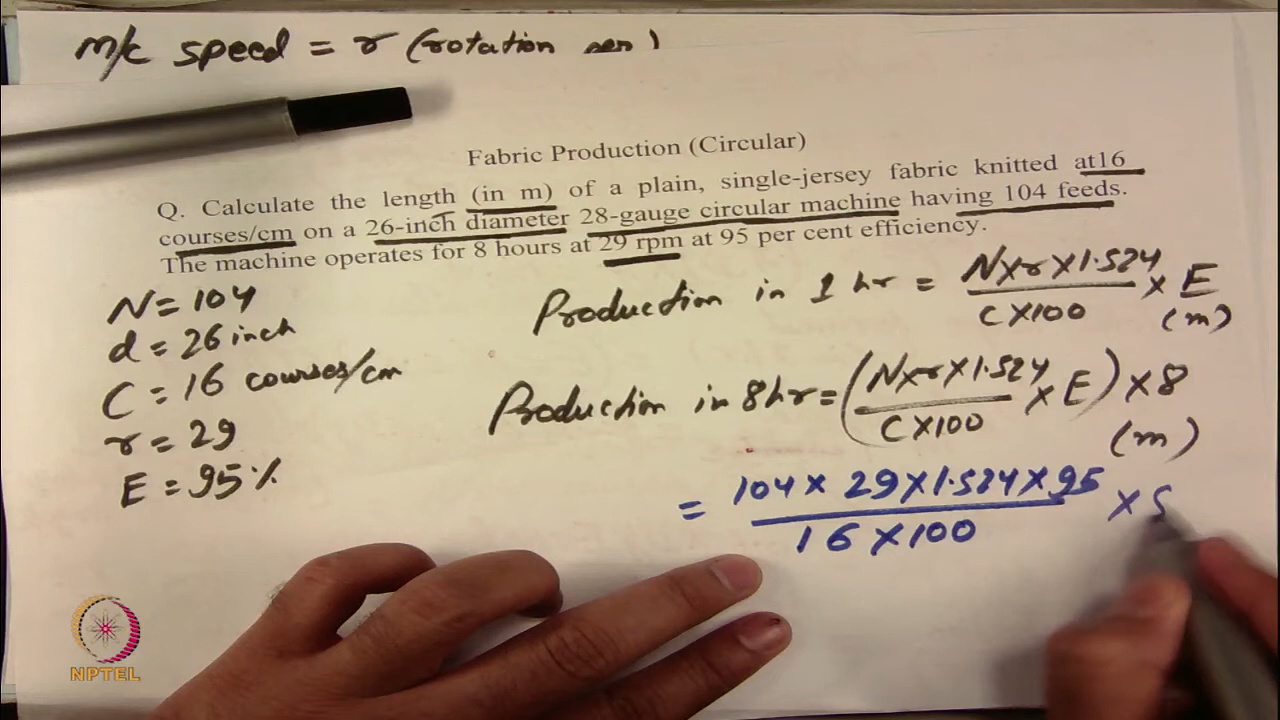 m/c speed = r (rotation )
Fabric Production (Circular)
Q. Calculate the length (in m) of a plain, single-jersey fabric knitted at16
courses/cm on a 26-inch diameter 28-gauge circular machine having 104 feeds.
The machine operates for 8 hours at 29 rpm at 95 per cent efficiency.
N = 104
d = 26 inch
C = 16 courses/cm
r = 29
E = 95%
Production in 1 hr = N×r×1.524 / C×100 × E
(m)
Production in 8 hr = (N×r×1.524 / C×100 × E) × 8
(m)
= 104 × 29 × 1.524 × 95 / 16 × 100 ×
NPTEL